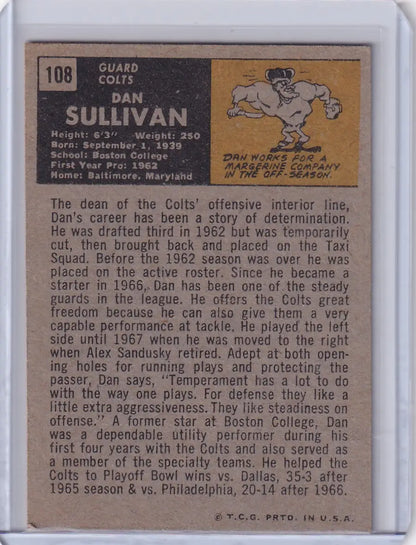 108
GUARD
COLTS
DAN
SULLIVAN
Height: 6'3" Weight: 250
Born: September 1, 1939
School: Boston College
First Year Pro: 1962
Home: Baltimore, Maryland
DAN WORKS FOR A
MARGERINE COMPANY
IN THE OFF-SEASON.
The dean of the Colts' offensive interior line,
Dan's career has been a story of determination.
He was drafted third in 1962 but was temporarily
cut, then brought back and placed on the Taxi
Squad. Before the 1962 season was over he was
placed on the active roster. Since he became a
starter in 1966, Dan has been one of the steady
guards in the league. He offers the Colts great
freedom because he can also give them a very
capable performance at tackle. He played the left
side until 1967 when he was moved to the right
when Alex Sandusky retired. Adept at both open-
ing holes for running plays and protecting the
passer, Dan says, "Temperament has a lot to do
with the way one plays. For defense they like a
little extra aggressiveness. They like steadiness on
offense." A former star at Boston College, Dan
was a dependable utility performer during his
first four years with the Colts and also served
as a member of the specialty teams. He helped the
Colts to Playoff Bowl wins vs. Dallas, 35-3 after
1965 season & vs. Philadelphia, 20-14 after 1966.
© T.C.G. PRTD. IN U.S.A.